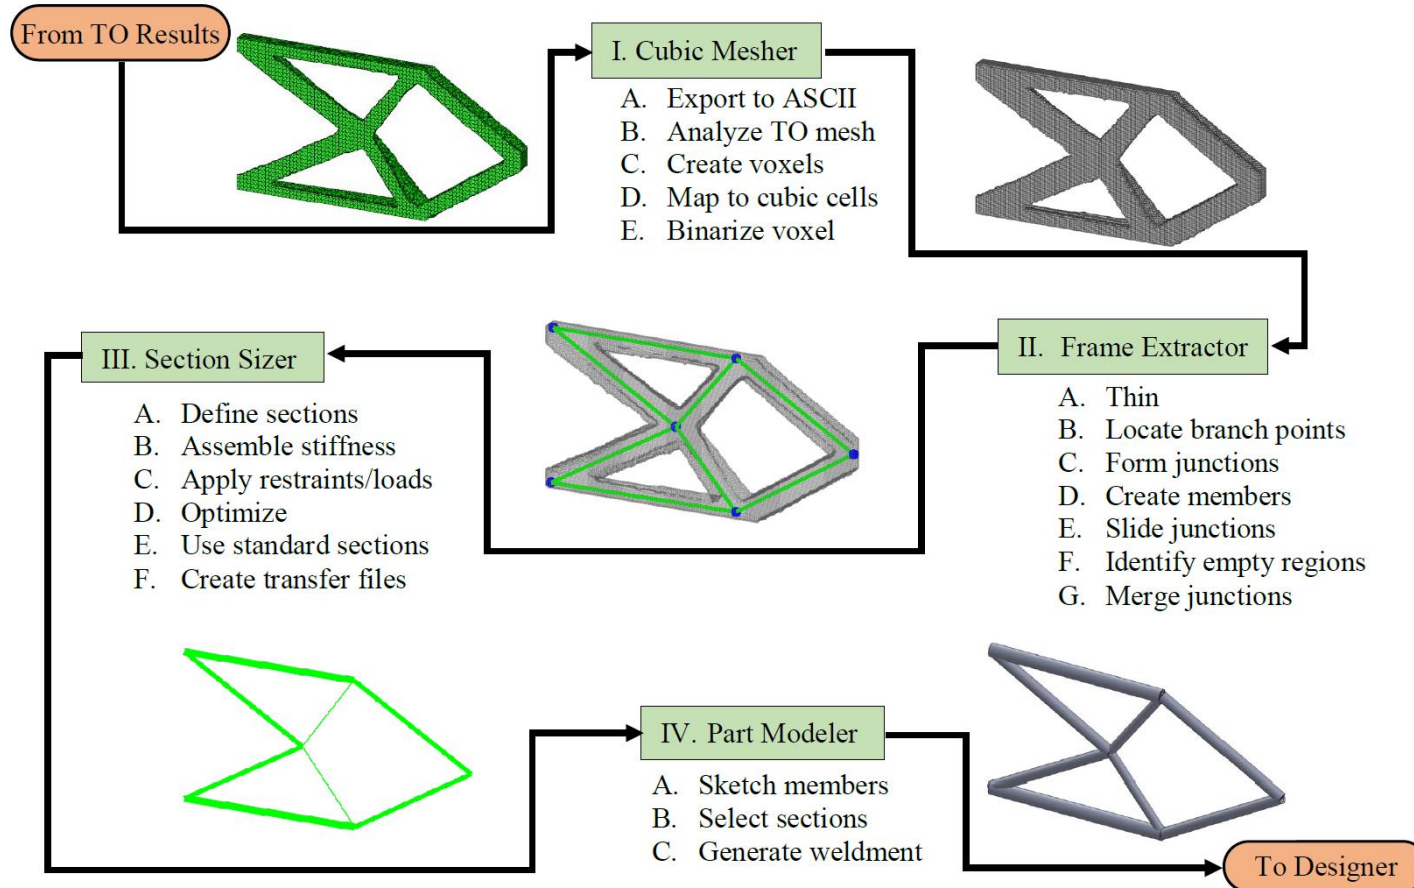 From TO Results
I. Cubic Mesher
A. Export to ASCII
B. Analyze TO mesh
C. Create voxels
D. Map to cubic cells
E. Binarize voxel
II. Frame Extractor
A. Thin
B. Locate branch points
C. Form junctions
D. Create members
E. Slide junctions
F. Identify empty regions
G. Merge junctions
III. Section Sizer
A. Define sections
B. Assemble stiffness
C. Apply restraints/loads
D. Optimize
E. Use standard sections
F. Create transfer files
IV. Part Modeler
A. Sketch members
B. Select sections
C. Generate weldment
To Designer